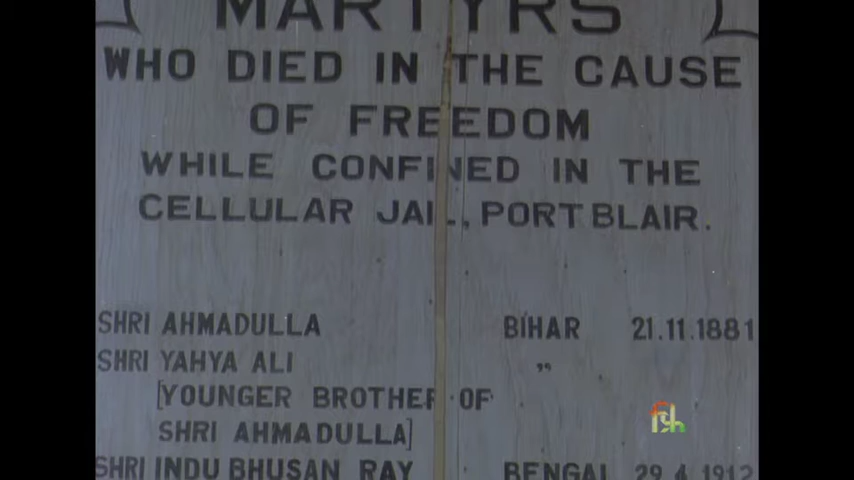 MARTYRS
WHO DIED IN THE CAUSE
OF FREEDOM
WHILE CONFINED IN THE
CELLULAR JAIL, PORT BLAIR.
SHRI AHMADULLA BIHAR 21.11.1881
SHRI YAHYA ALI "
[YOUNGER BROTHER OF
SHRI AHMADULLA]
SHRI INDU BHUSAN RAY BENGAL 29.4.1912